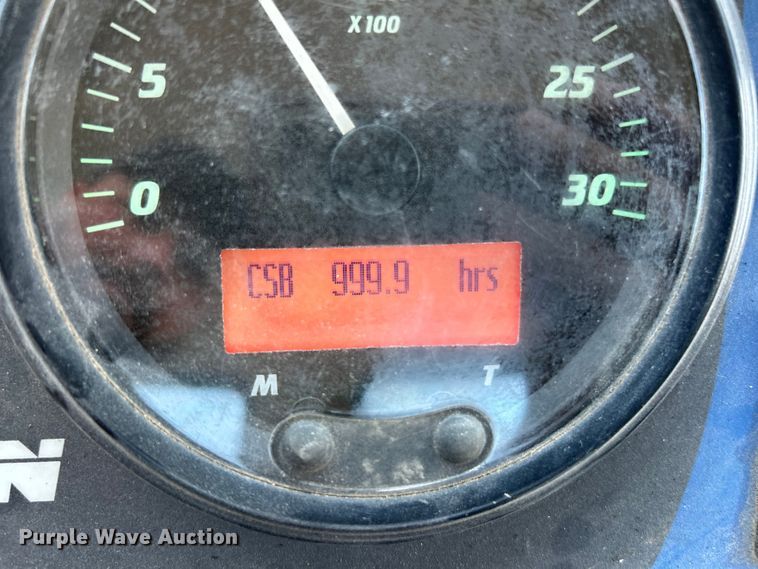 X100
5 25
0 30
CSB 999.9 hrs
M T
Purple Wave Auction